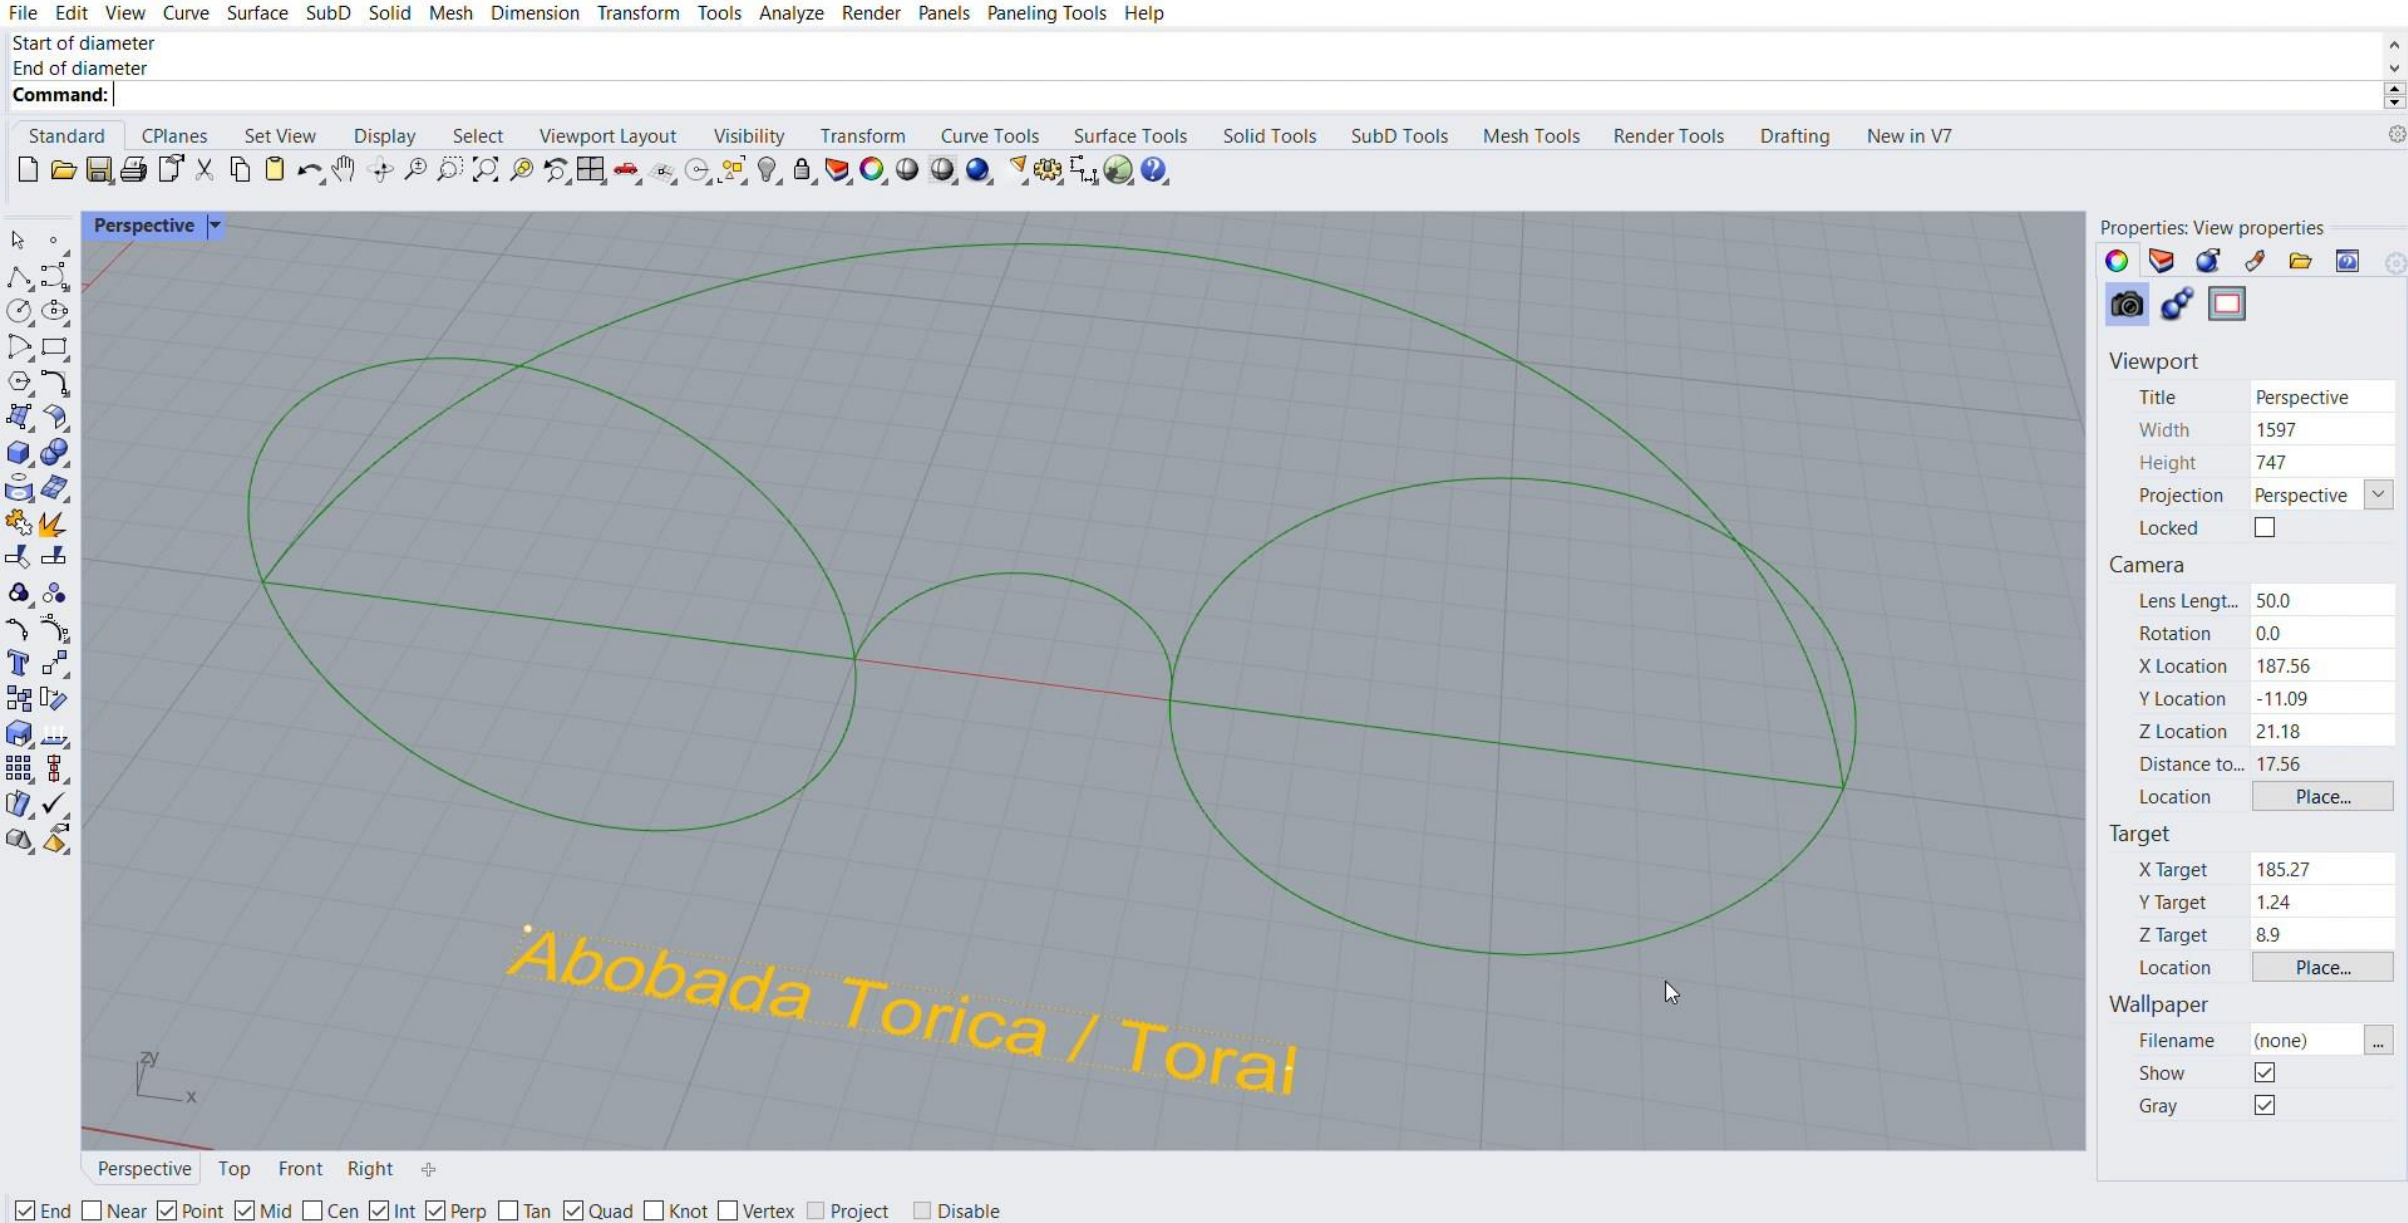 File Edit View Curve Surface SubD Solid Mesh Dimension Transform Tools Analyze Render Panels Paneling Tools Help
Start of diameter
End of diameter
Command:
Standard CPlanes Set View Display Select Viewport Layout Visibility Transform Curve Tools Surface Tools Solid Tools SubD Tools Mesh Tools Render Tools Drafting New in V7
Perspective
Properties: View properties
Viewport
Title Perspective
Width 1597
Height 747
Projection Perspective
Locked
Camera
Lens Lengt... 50.0
Rotation 0.0
X Location 187.56
Y Location -11.09
Z Location 21.18
Distance to... 17.56
Location Place...
Target
X Target 185.27
Y Target 1.24
Z Target 8.9
Location Place...
Wallpaper
Filename (none) ...
Show
Gray
Abobada Torica / Toral
zy
x
Perspective Top Front Right
End Near Point Mid Cen Int Perp Tan Quad Knot Vertex Project Disable